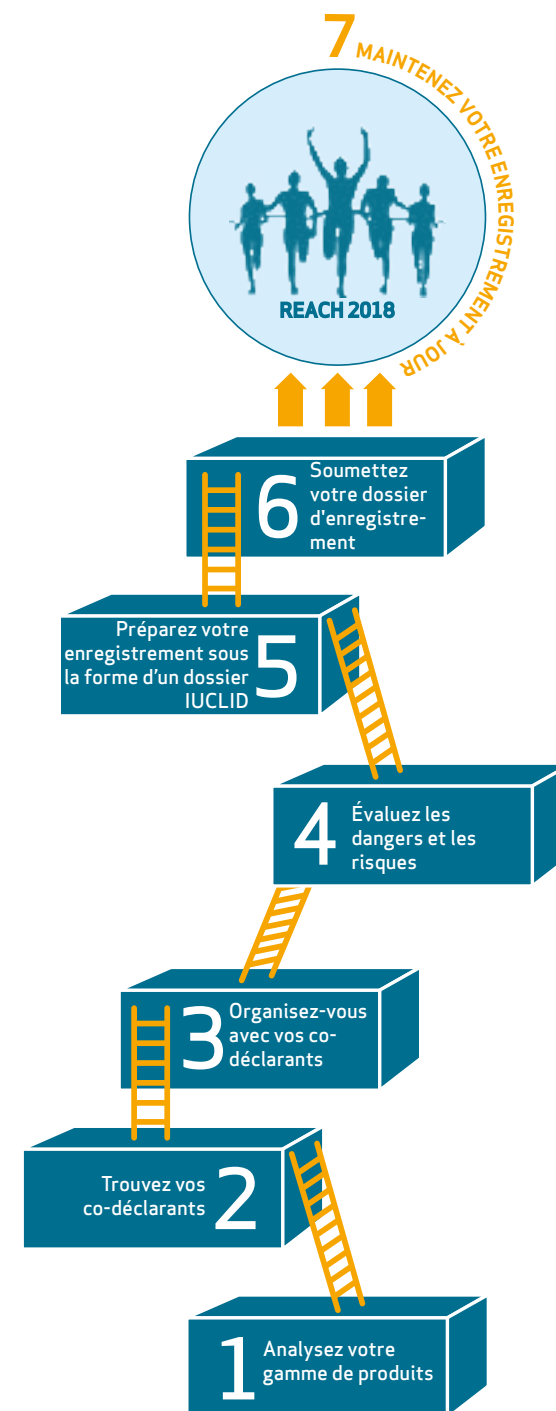 7 MAINTENEZ VOTRE ENREGISTREMENT À JOUR
REACH 2018
6
Soumettez
votre dossier
d'enregistre-
ment
5
Préparez votre
enregistrement sous
la forme d'un dossier
IUCLID
4
Évaluez les
dangers et les
risques
3
Organisez-vous
avec vos co-
déclarants
2
Trouvez vos
co-déclarants
1
Analysez votre
gamme de produits